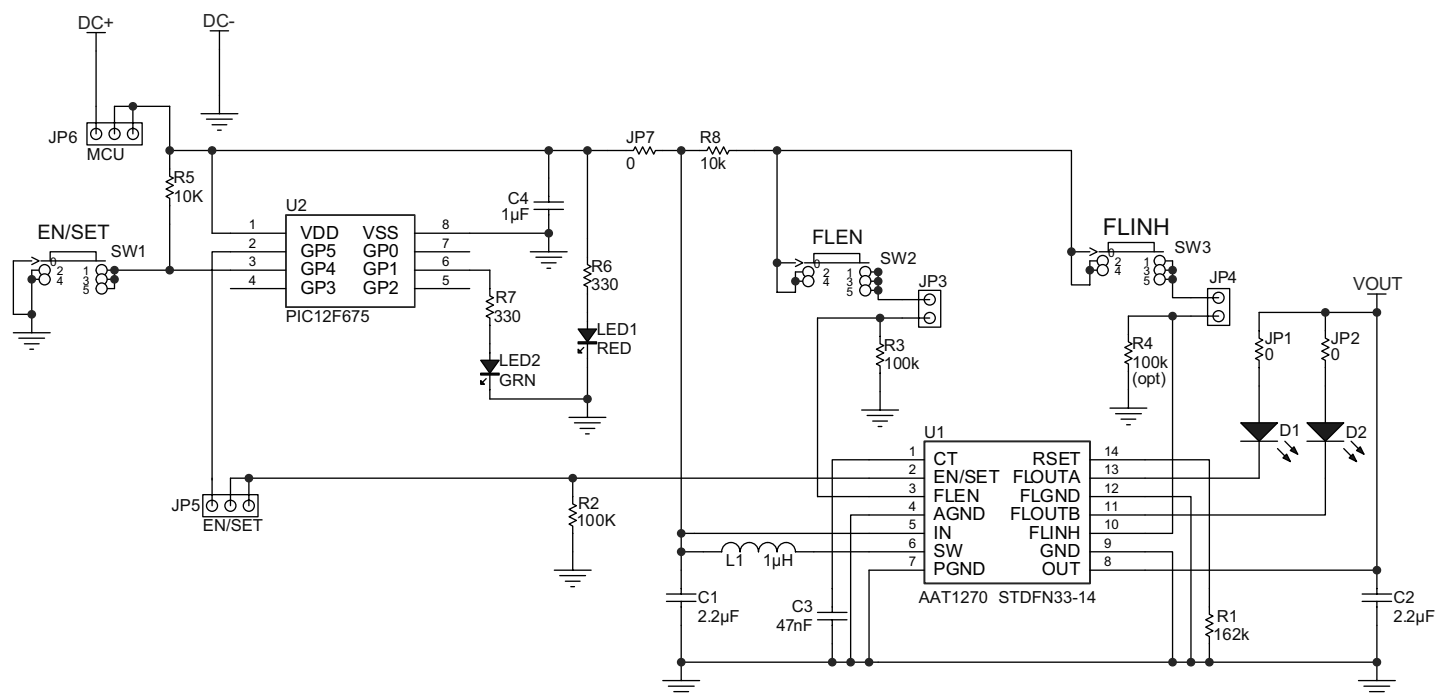 DC+
DC-
JP6
MCU
R5
10K
EN/SET
SW1
0
2
4
1
3
5
U2
1
2
3
4
VDD
GP5
GP4
GP3
VSS
GP0
GP1
GP2
8
7
6
5
PIC12F675
C4
1µF
R7
330
LED2
GRN
R6
330
LED1
RED
JP7
0
R8
10k
FLEN
SW2
0
2
4
1
3
5
JP3
R3
100k
FLINH
SW3
0
2
4
1
3
5
JP4
R4
100k
(opt)
VOUT
JP1
0
JP2
0
D1
D2
JP5
EN/SET
R2
100K
U1
1
2
3
4
5
6
7
CT
EN/SET
FLEN
AGND
IN
SW
PGND
RSET
FLOUTA
FLGND
FLOUTB
FLINH
GND
OUT
14
13
12
11
10
9
8
AAT1270 STDFN33-14
L1 1µH
C1
2.2µF
C3
47nF
R1
162k
C2
2.2µF